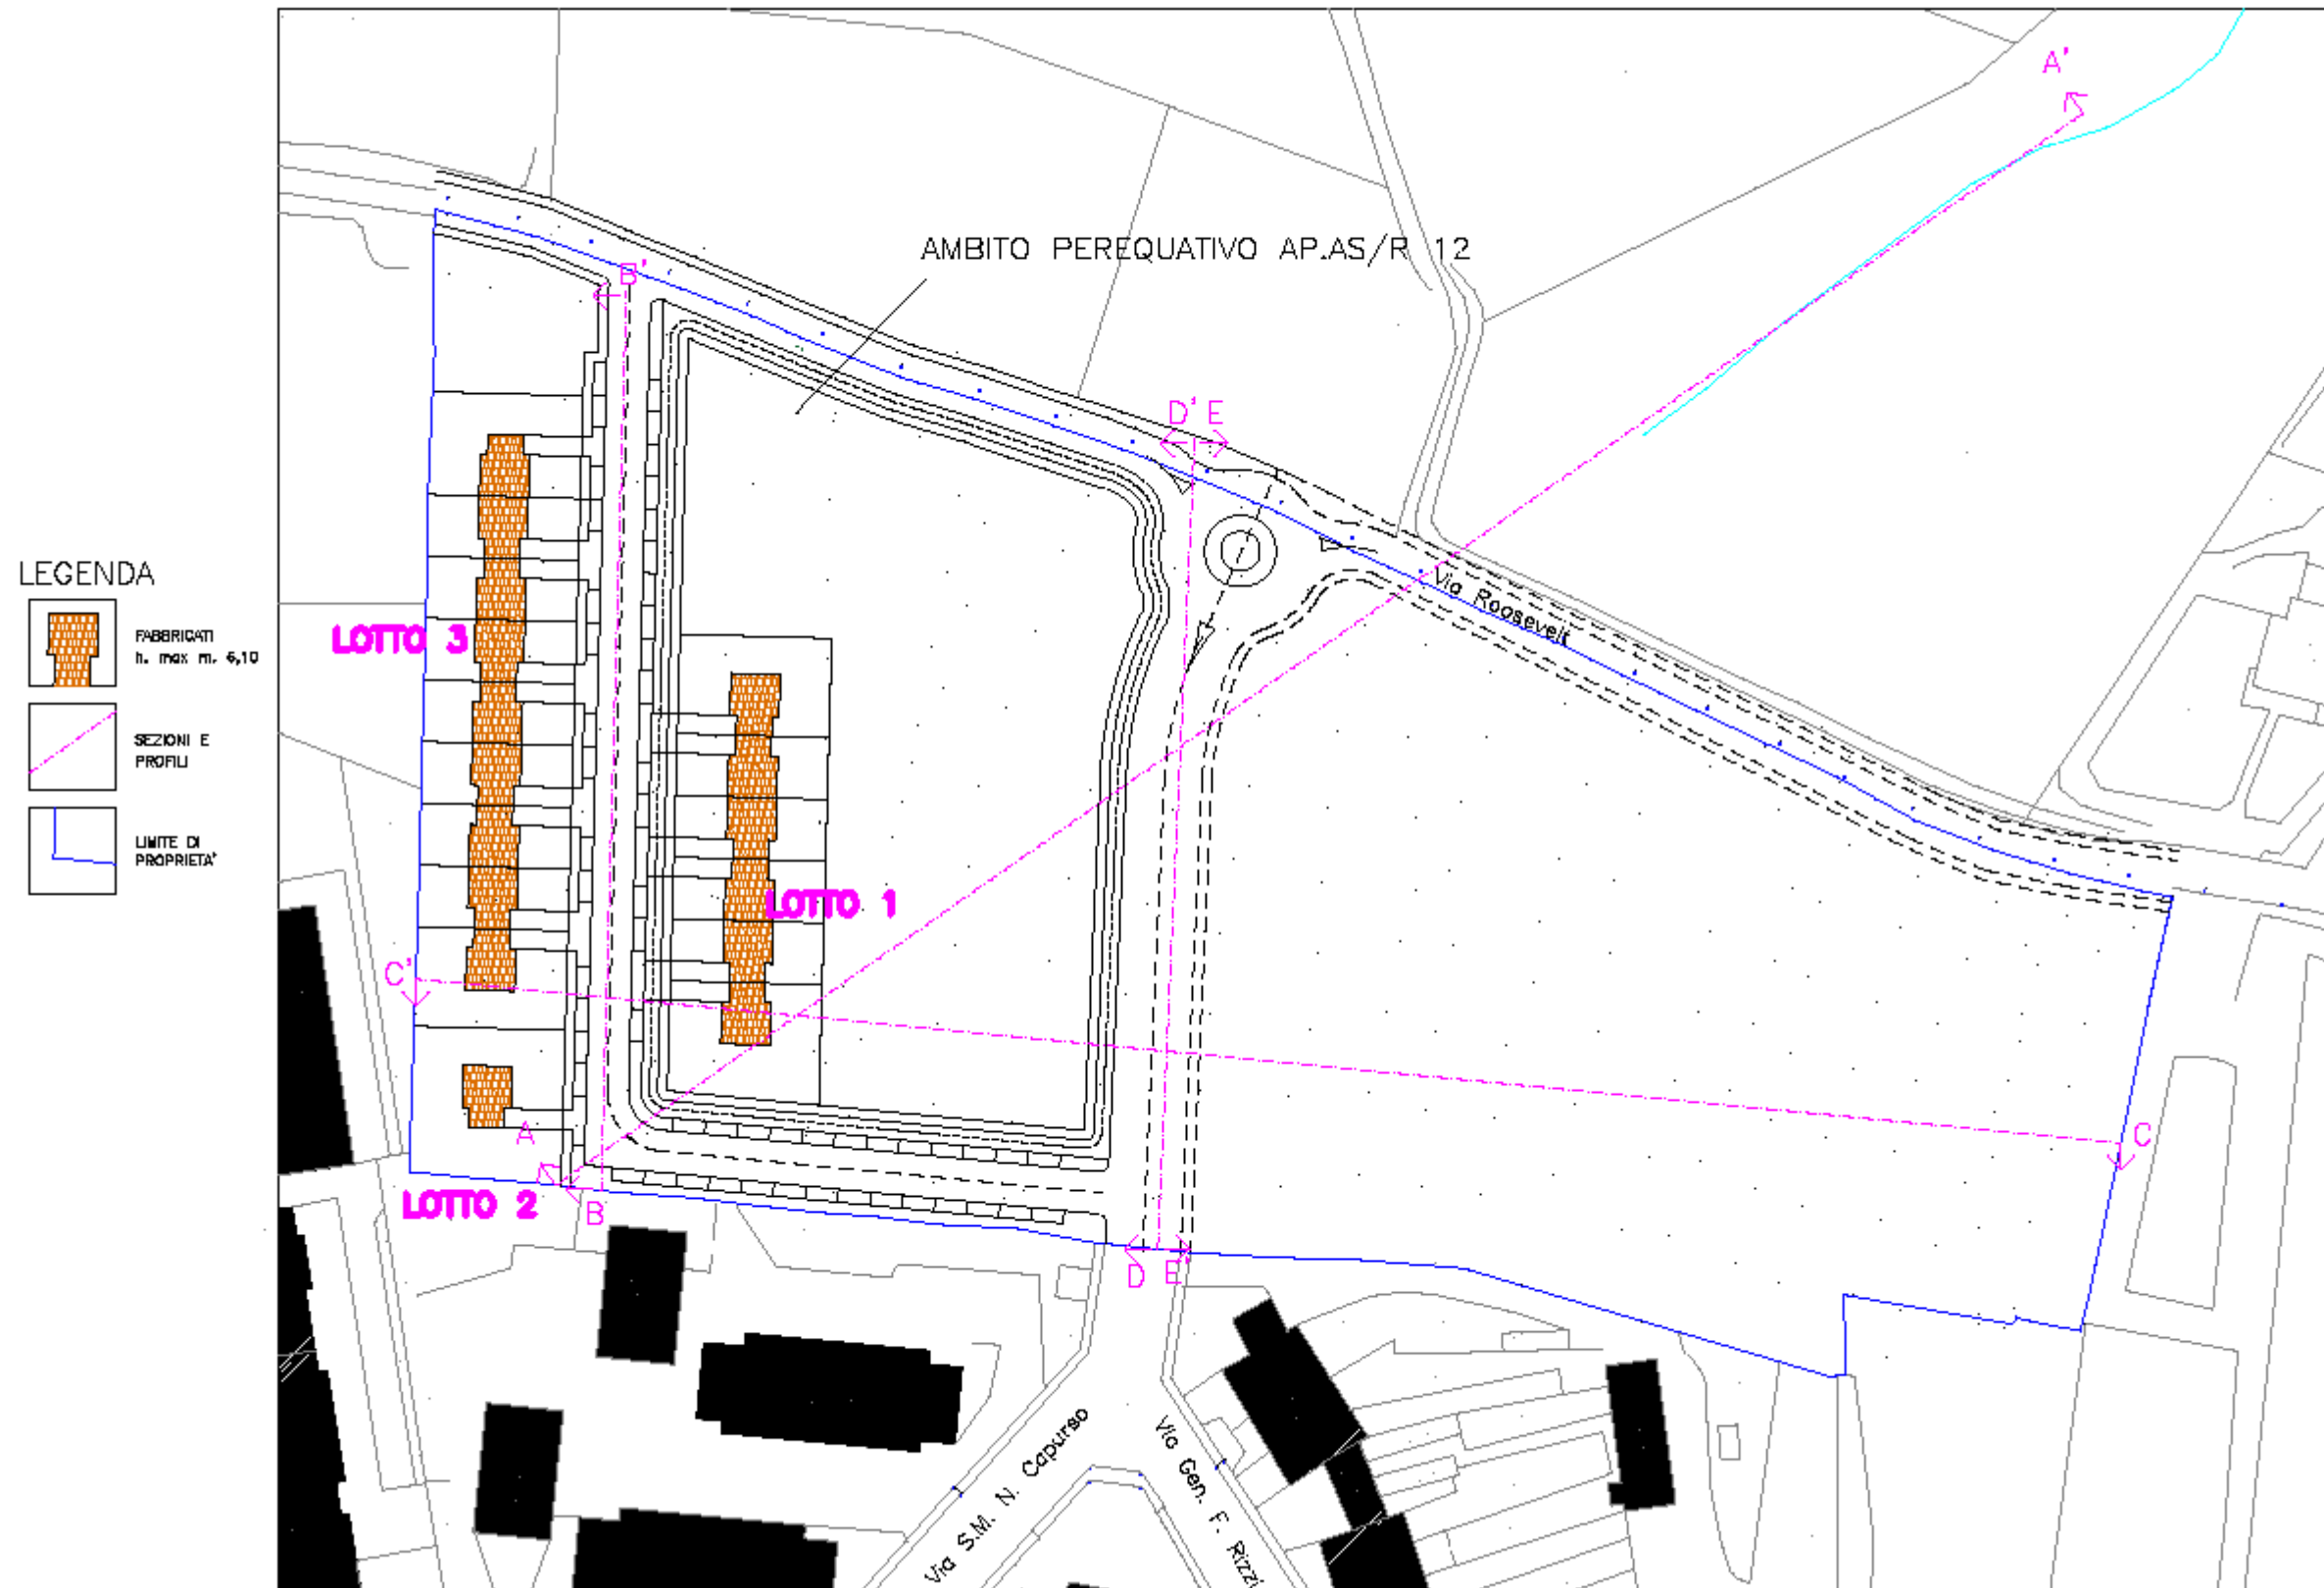 A'
AMBITO PEREQUATIVO AP.AS/R 12
B'
D' E
Via Roosevelt
LEGENDA
FABBRICATI
h. max m. 6,10
SEZIONI E
PROFILI
LIMITE DI
PROPRIETA'
LOTTO 3
LOTTO 1
C'
A
C
LOTTO 2
B
D E'
Via S.M. N. Capurso
Via Gen. F. Rizzi